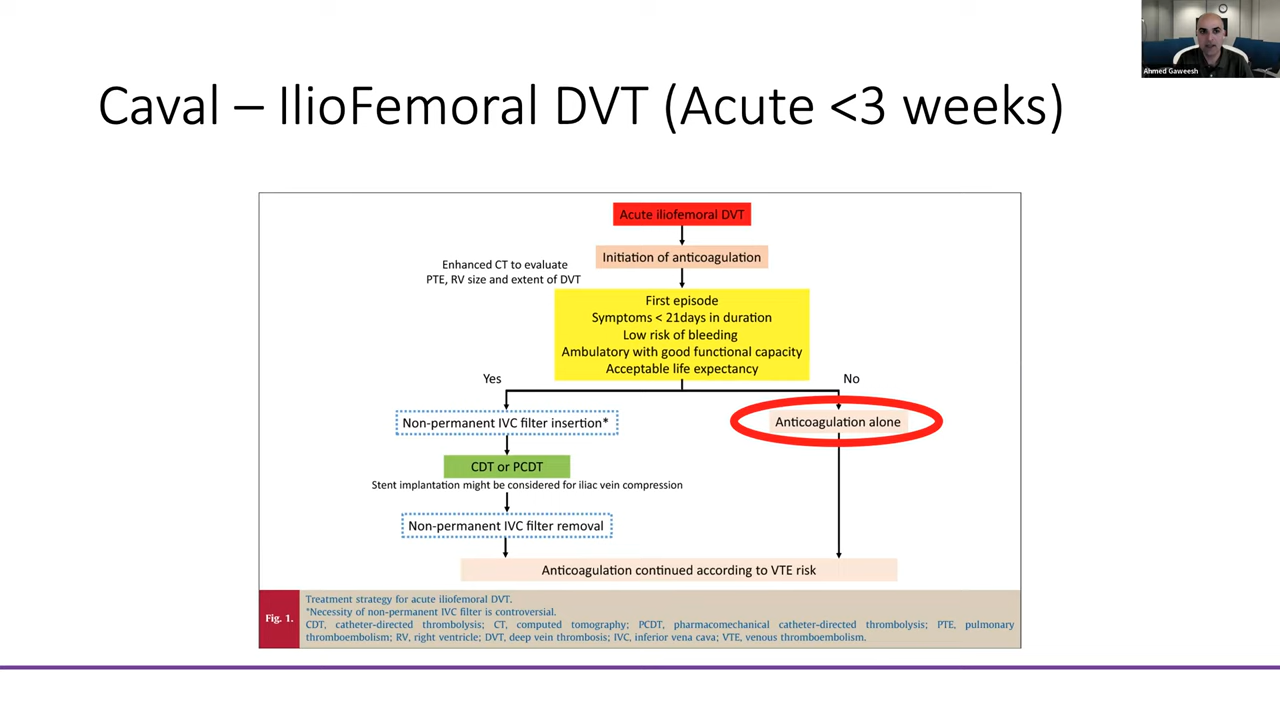 Ahmed Gaweesh
Caval – IlioFemoral DVT (Acute <3 weeks)
Acute iliofemoral DVT
Initiation of anticoagulation
Enhanced CT to evaluate
PTE, RV size and extent of DVT
First episode
Symptoms < 21days in duration
Low risk of bleeding
Ambulatory with good functional capacity
Acceptable life expectancy
Yes
No
Non-permanent IVC filter insertion*
Anticoagulation alone
CDT or PCDT
Stent implantation might be considered for iliac vein compression
Non-permanent IVC filter removal
Anticoagulation continued according to VTE risk
Fig. 1.
Treatment strategy for acute iliofemoral DVT.
*Necessity of non-permanent IVC filter is controversial.
CDT, catheter-directed thrombolysis; CT, computed tomography; PCDT, pharmacomechanical catheter-directed thrombolysis; PTE, pulmonary
thromboembolism; RV, right ventricle; DVT, deep vein thrombosis; IVC, inferior vena cava; VTE, venous thromboembolism.